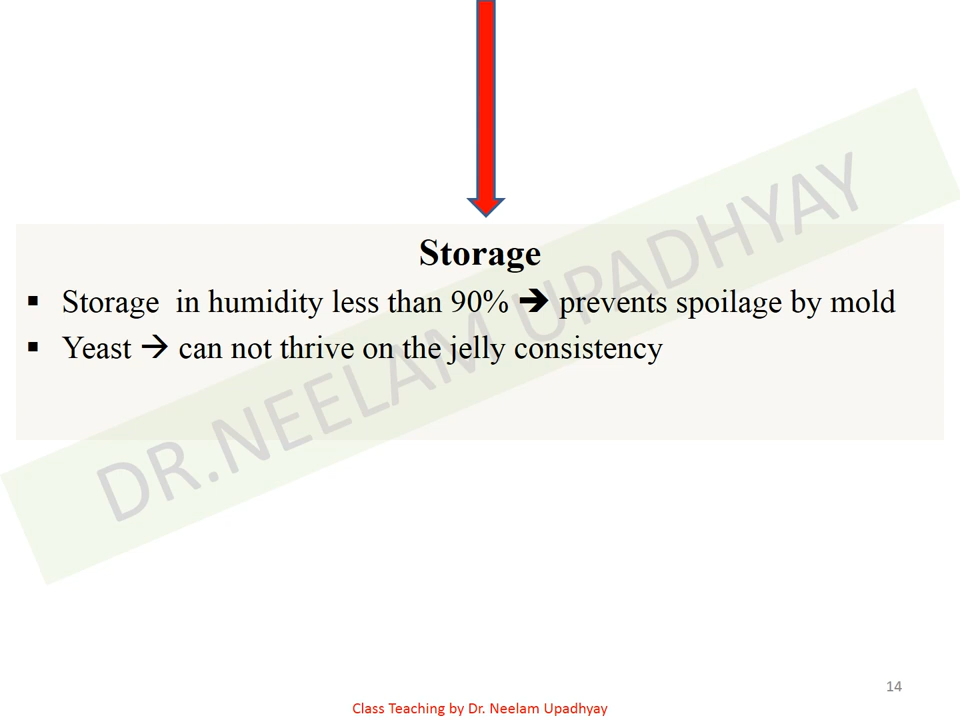 Storage
▪ Storage in humidity less than 90% ➔ prevents spoilage by mold
▪ Yeast → can not thrive on the jelly consistency
DR.NEELAM UPADHYAY
14
Class Teaching by Dr. Neelam Upadhyay